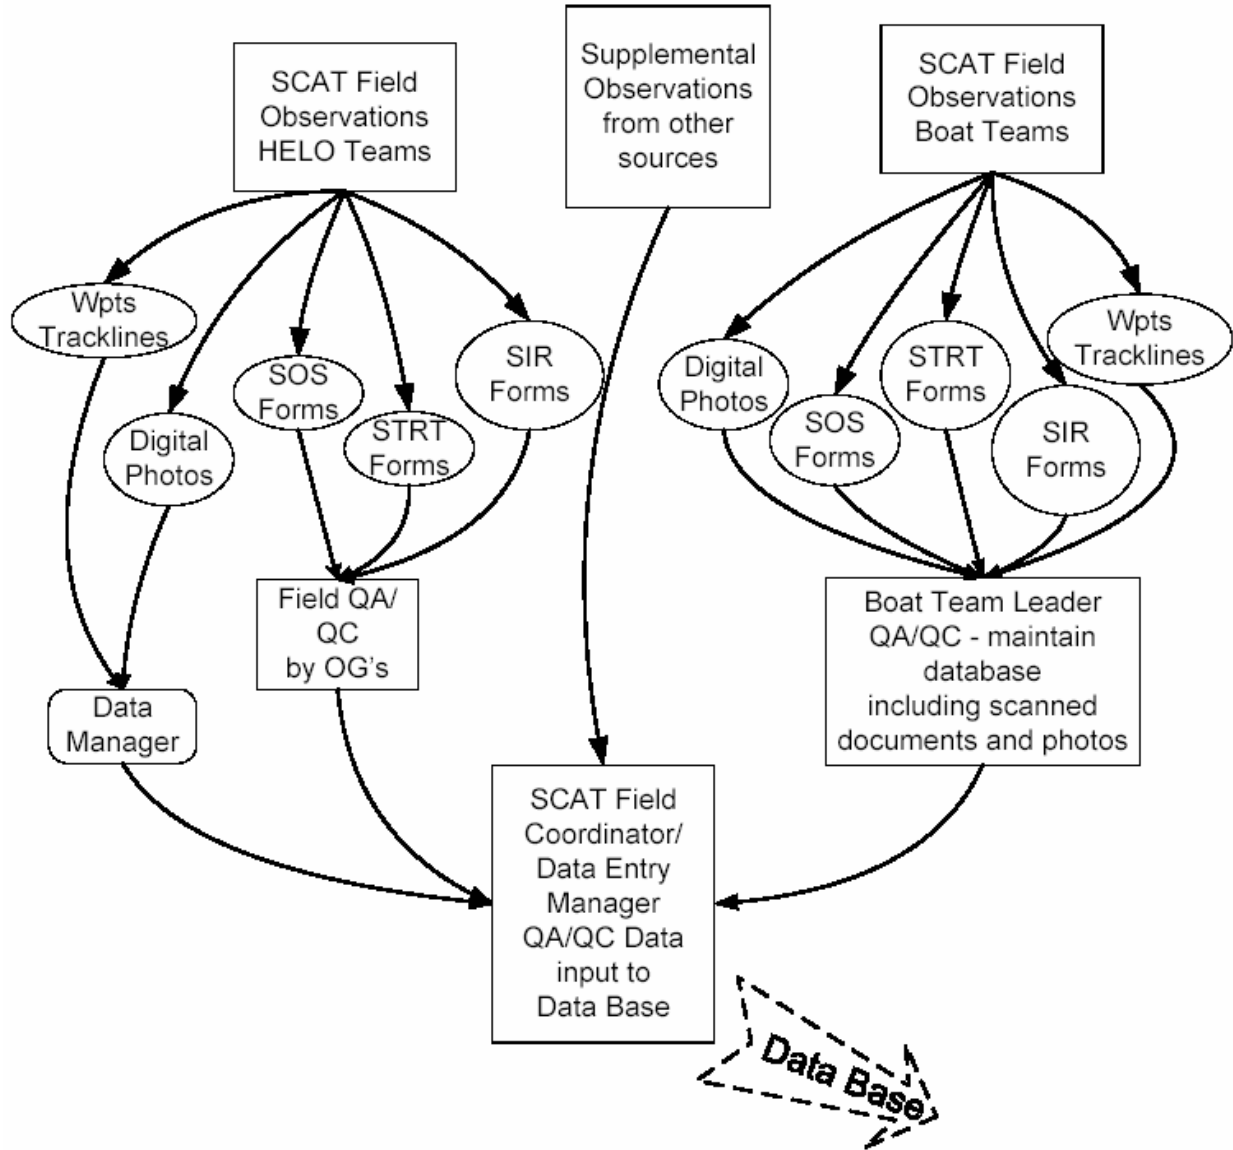 SCAT Field
Observations
HELO Teams
Supplemental
Observations
from other
sources
SCAT Field
Observations
Boat Teams
Wpts
Tracklines
Digital
Photos
SOS
Forms
STRT
Forms
SIR
Forms
Digital
Photos
SOS
Forms
STRT
Forms
SIR
Forms
Wpts
Tracklines
Field QA/
QC
by OG's
Boat Team Leader
QA/QC - maintain
database
including scanned
documents and photos
Data
Manager
SCAT Field
Coordinator/
Data Entry
Manager
QA/QC Data
input to
Data Base
Data Base